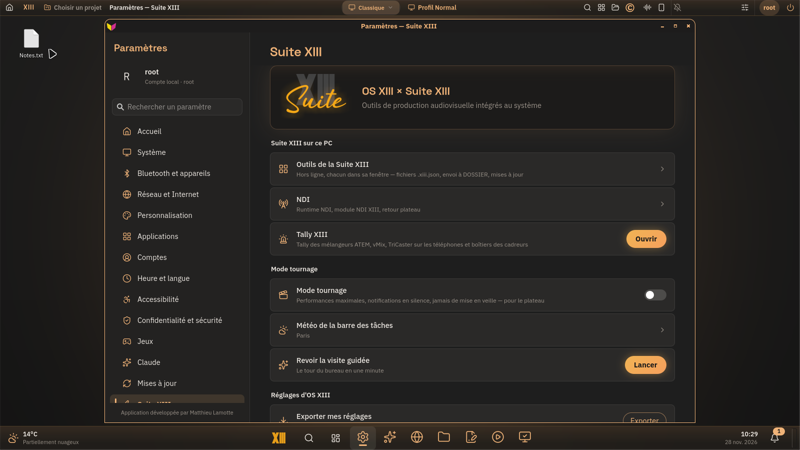 XIII Choisir un projet Paramètres — Suite XIII Classique Profil Normal root
Notes.txt
Paramètres — Suite XIII
Paramètres
R root
Compte local · root
Rechercher un paramètre
Accueil
Système
Bluetooth et appareils
Réseau et Internet
Personnalisation
Applications
Comptes
Heure et langue
Accessibilité
Confidentialité et sécurité
Jeux
Claude
Mises à jour
Application développée par Matthieu Lamotte
Suite XIII
XIII Suite
OS XIII × Suite XIII
Outils de production audiovisuelle intégrés au système
Suite XIII sur ce PC
Outils de la Suite XIII
Hors ligne, chacun dans sa fenêtre — fichiers .xiii.json, envoi à DOSSIER, mises à jour
NDI
Runtime NDI, module NDI XIII, retour plateau.
Tally XIII
Tally des mélangeurs ATEM, vMix, TriCaster sur les téléphones et boîtiers des cadreurs
Ouvrir
Mode tournage
Mode tournage
Performances maximales, notifications en silence, jamais de mise en veille — pour le plateau
Météo de la barre des tâches
Paris
Revoir la visite guidée
Le tour du bureau en une minute
Lancer
Réglages d'OS XIII
Exporter mes réglages
Exporter
14°C
Partiellement nuageux
XIII
10:29
28 nov. 2026
1